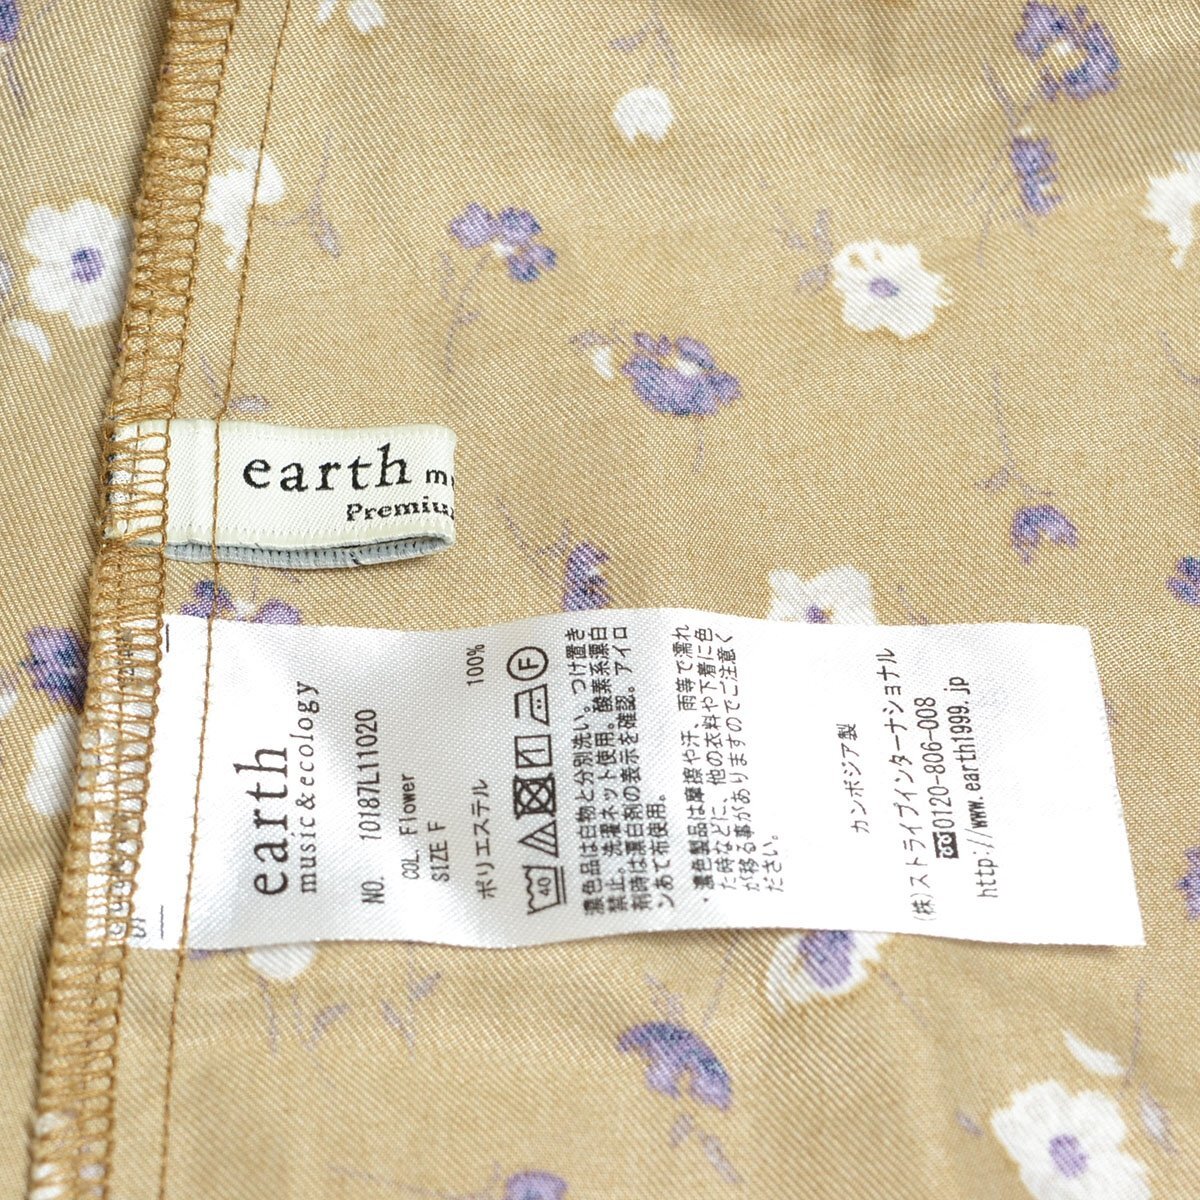 earth
Premiu
earth
music&ecology
NO. 10187L11020
COL. Flower
SIZE F
ポリエステル 100%
40
F
濃色品は白物と分別洗い。つけ置き
禁止。洗濯ネット使用。酸素系漂白
剤時は漂白剤の表示を確認。アイロ
ンあて布使用。
・濃色製品は摩擦や汗、雨等で濡れ
た時などに、他の衣料や下着に色
が移る事がありますのでご注意く
ださい。
カンボジア製
(株)ストライプインターナショナル
0120-806-008
http://www.earth1999.jp